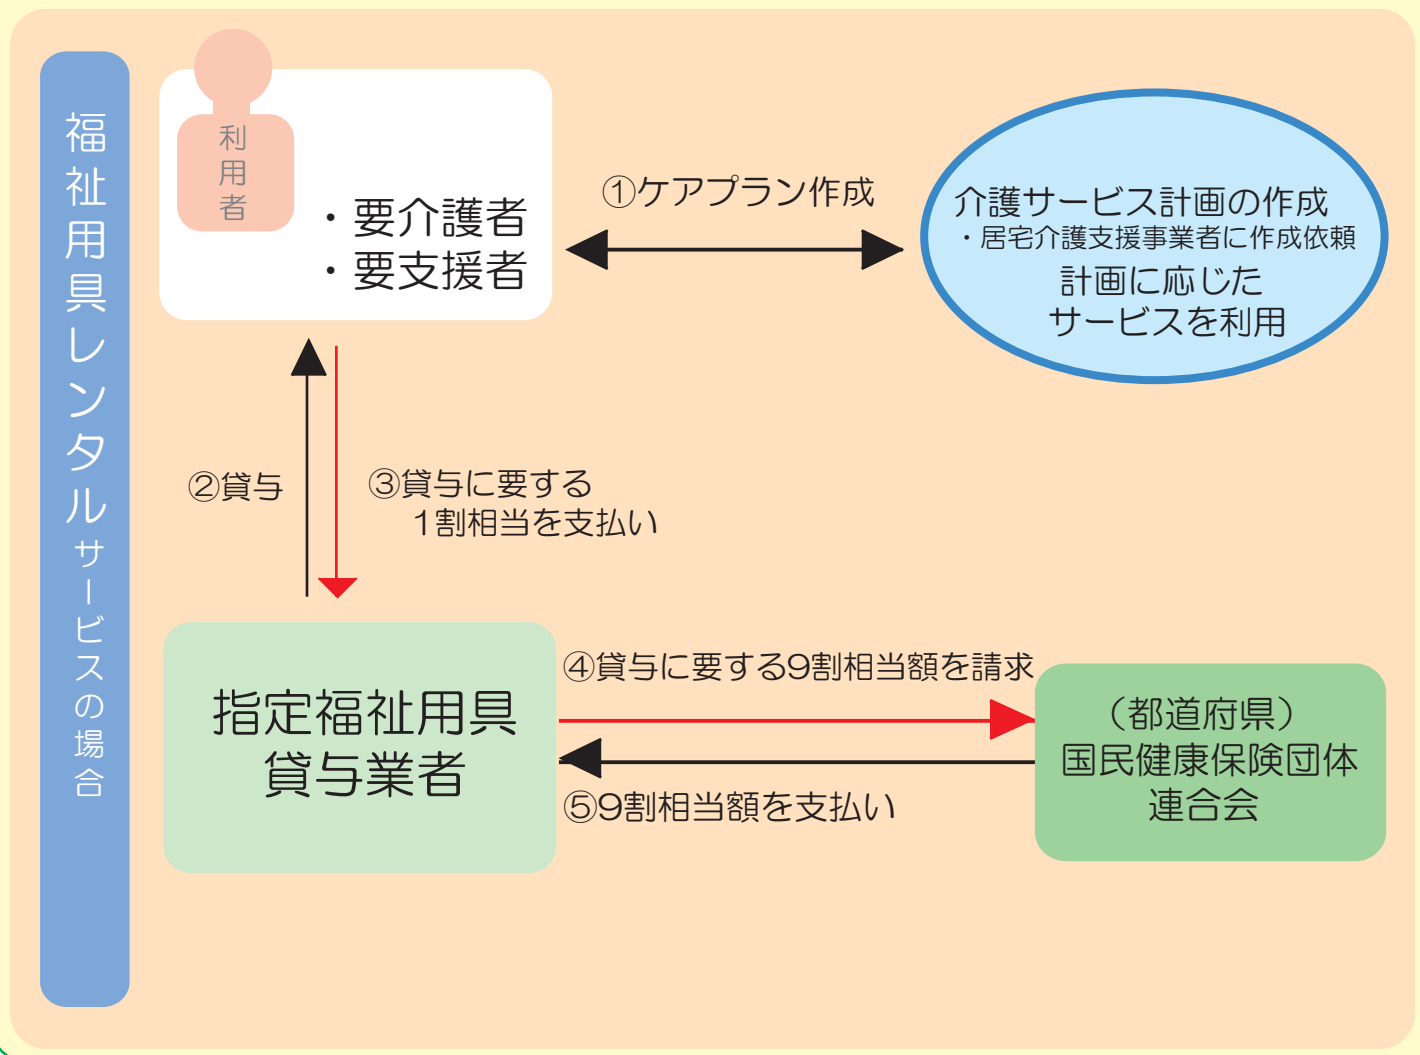 福祉用具レンタルサービスの場合
利用者
・要介護者
・要支援者
①ケアプラン作成
介護サービス計画の作成
・居宅介護支援事業者に作成依頼
計画に応じた
サービスを利用
②貸与
③貸与に要する
1割相当を支払い
指定福祉用具
貸与業者
④貸与に要する9割相当額を請求
⑤9割相当額を支払い
（都道府県）
国民健康保険団体
連合会